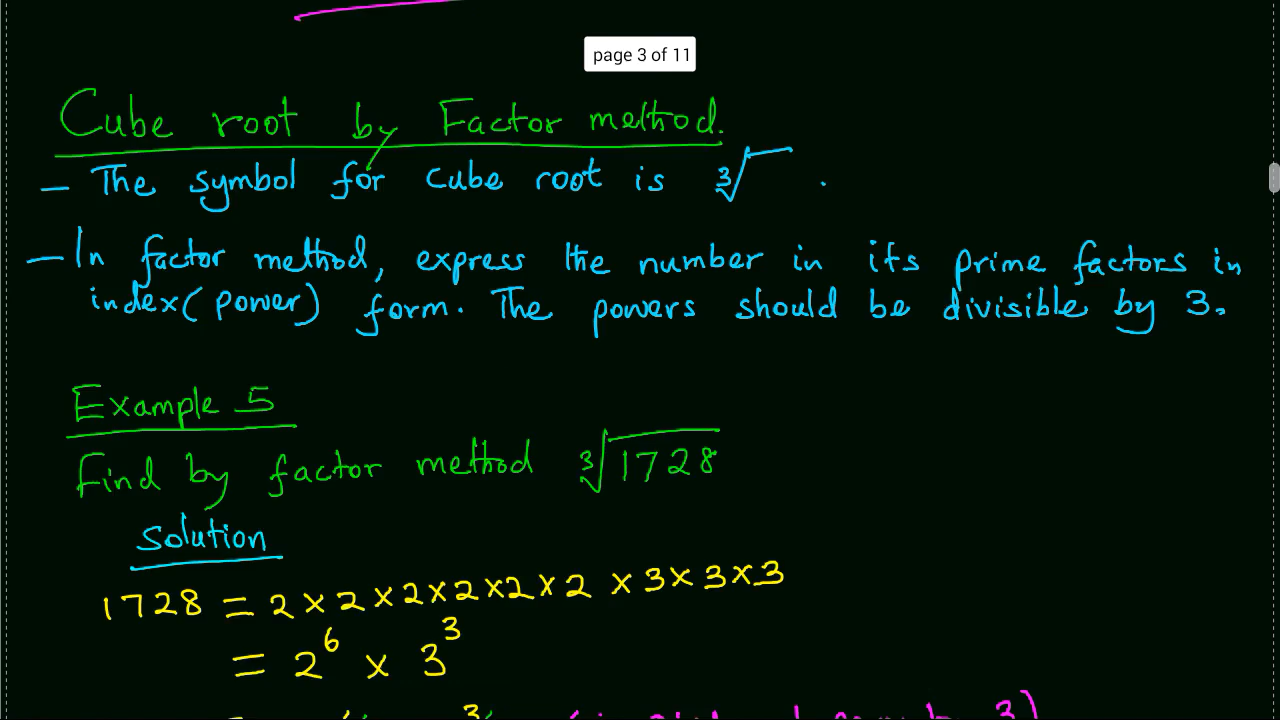 page 3 of 11
Cube root by Factor method.
- The symbol for cube root is ∛ .
- In factor method, express the number in its prime factors in
index(power) form. The powers should be divisible by 3.
Example 5
Find by factor method ∛1728
Solution
1728 = 2×2×2×2×2×2×3×3×3
= 2⁶ × 3³